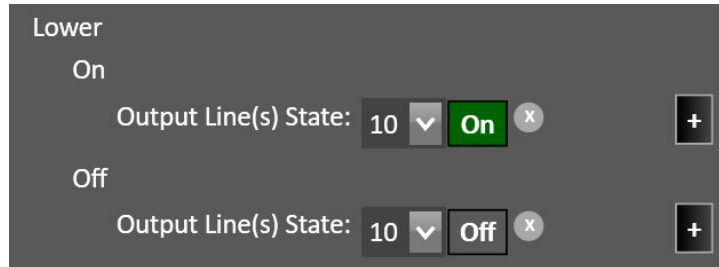 Lower
On
Output Line(s) State: 10 On x +
Off
Output Line(s) State: 10 Off x +